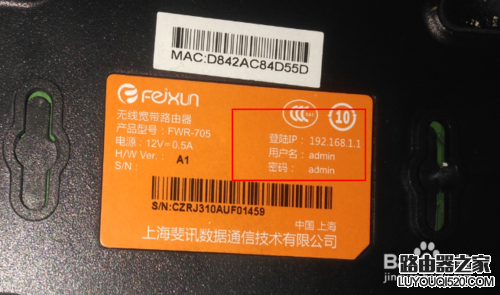 MAC:D842AC84D55D
Feixun
无线宽带路由器
产品型号: FWR-705
电源: 12V⎓0.5A
H/W Ver.: A1
S/N:
CCC
10
登陆IP: 192.168.1.1
用户名: admin
密码: admin
S/N:CZRJ310AUF01459
中国 上海
上海斐讯数据通信技术有限公司
Bai
路由器之家
LUYOUQI.COM